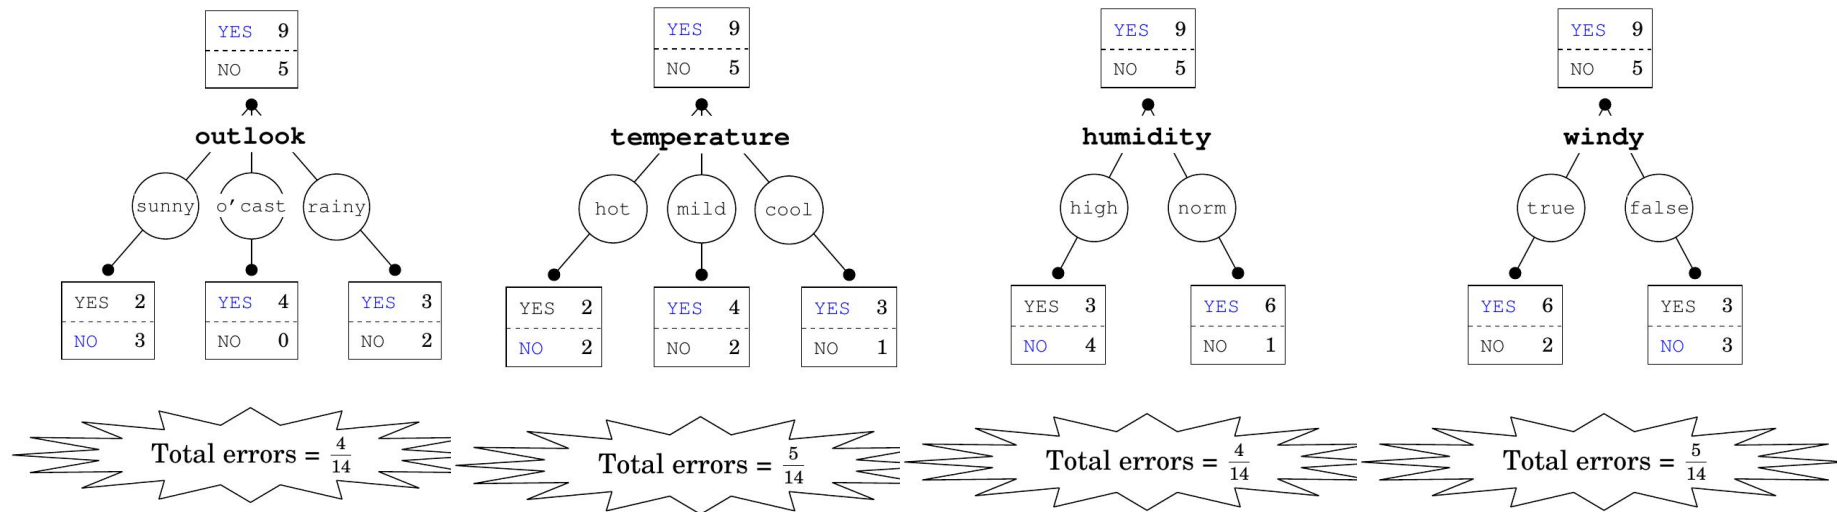 YES 9
NO 5
outlook
sunny
o'cast
rainy
YES 2
NO 3
YES 4
NO 0
YES 3
NO 2
Total errors = 4/14
YES 9
NO 5
temperature
hot
mild
cool
YES 2
NO 2
YES 4
NO 2
YES 3
NO 1
Total errors = 5/14
YES 9
NO 5
humidity
high
norm
YES 3
NO 4
YES 6
NO 1
Total errors = 4/14
YES 9
NO 5
windy
true
false
YES 6
NO 2
YES 3
NO 3
Total errors = 5/14